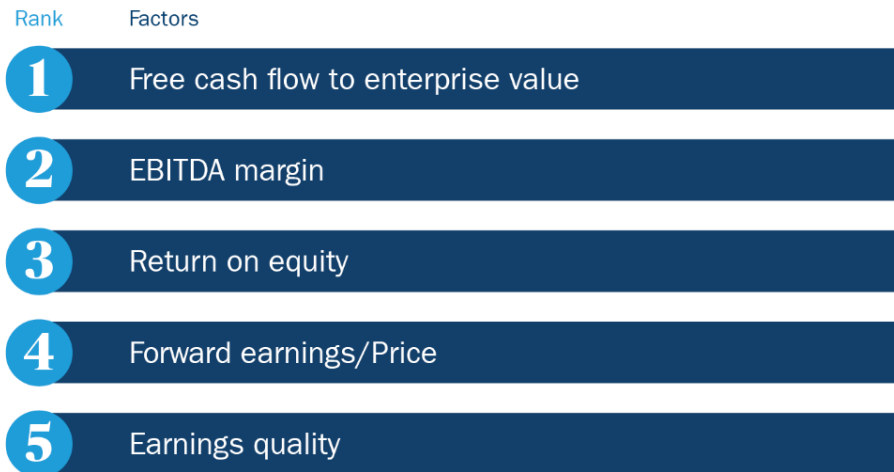 Rank Factors
1 Free cash flow to enterprise value
2 EBITDA margin
3 Return on equity
4 Forward earnings/Price
5 Earnings quality